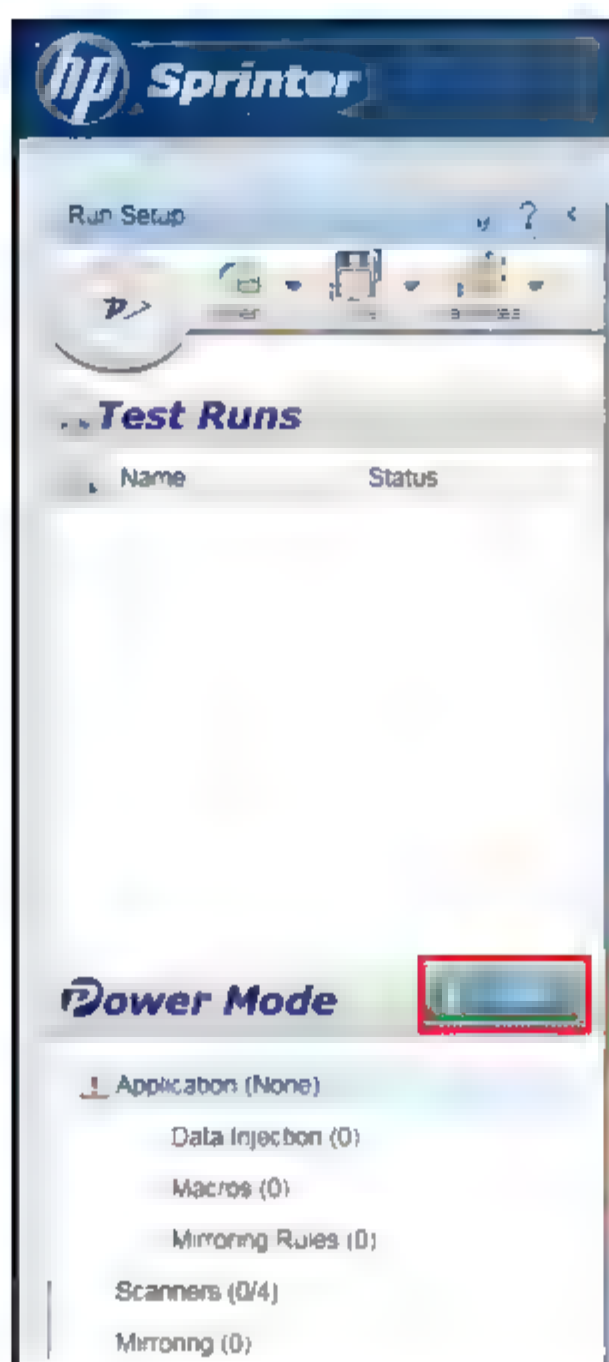 hp Sprinter
Run Setup ? <
Test Runs
Name Status
Power Mode
Application (None)
Data Injection (0)
Macros (0)
Mirroring Rules (0)
Scanners (0/4)
Mirroring (0)